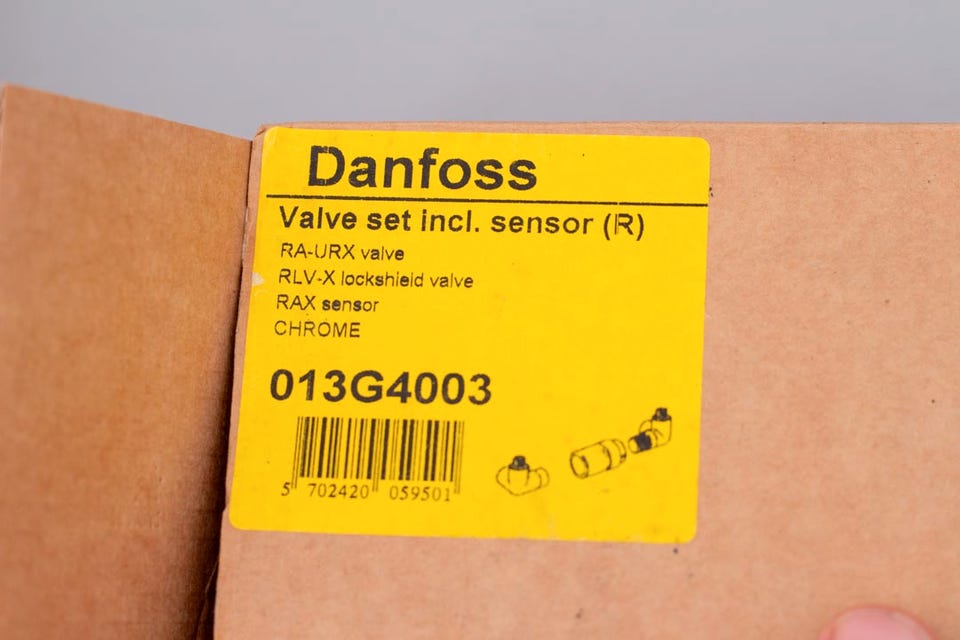 Danfoss
Valve set incl. sensor (R)
RA-URX valve
RLV-X lockshield valve
RAX sensor
CHROME
013G4003
5 702420 059501